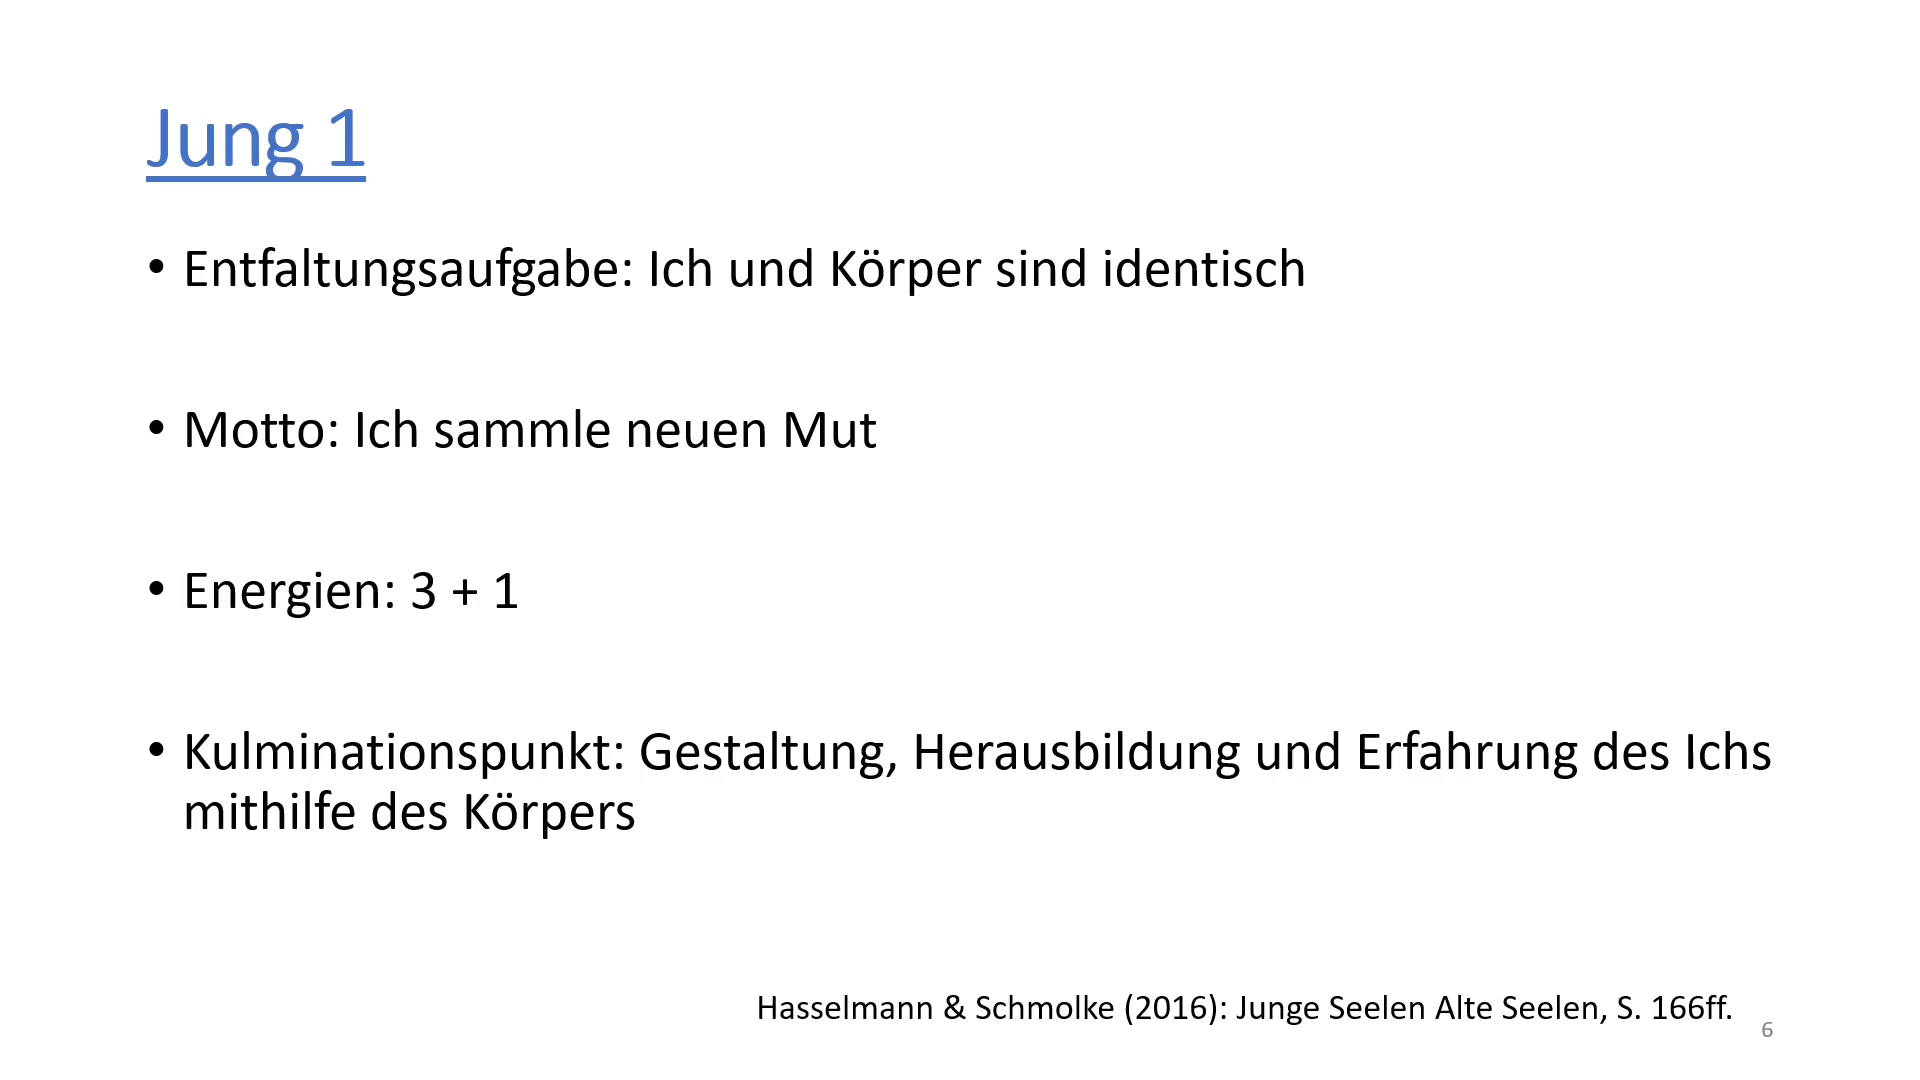 Jung 1
• Entfaltungsaufgabe: Ich und Körper sind identisch
• Motto: Ich sammle neuen Mut
• Energien: 3 + 1
• Kulminationspunkt: Gestaltung, Herausbildung und Erfahrung des Ichs
mithilfe des Körpers
Hasselmann & Schmolke (2016): Junge Seelen Alte Seelen, S. 166ff.
6